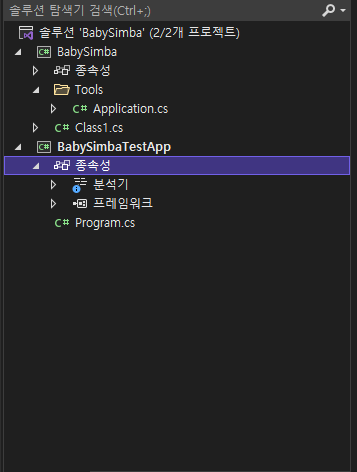 솔루션 탐색기 검색(Ctrl+;)
솔루션 'BabySimba' (2/2개 프로젝트)
C# BabySimba
종속성
Tools
C# Application.cs
C# Class1.cs
C# BabySimbaTestApp
종속성
분석기
프레임워크
C# Program.cs